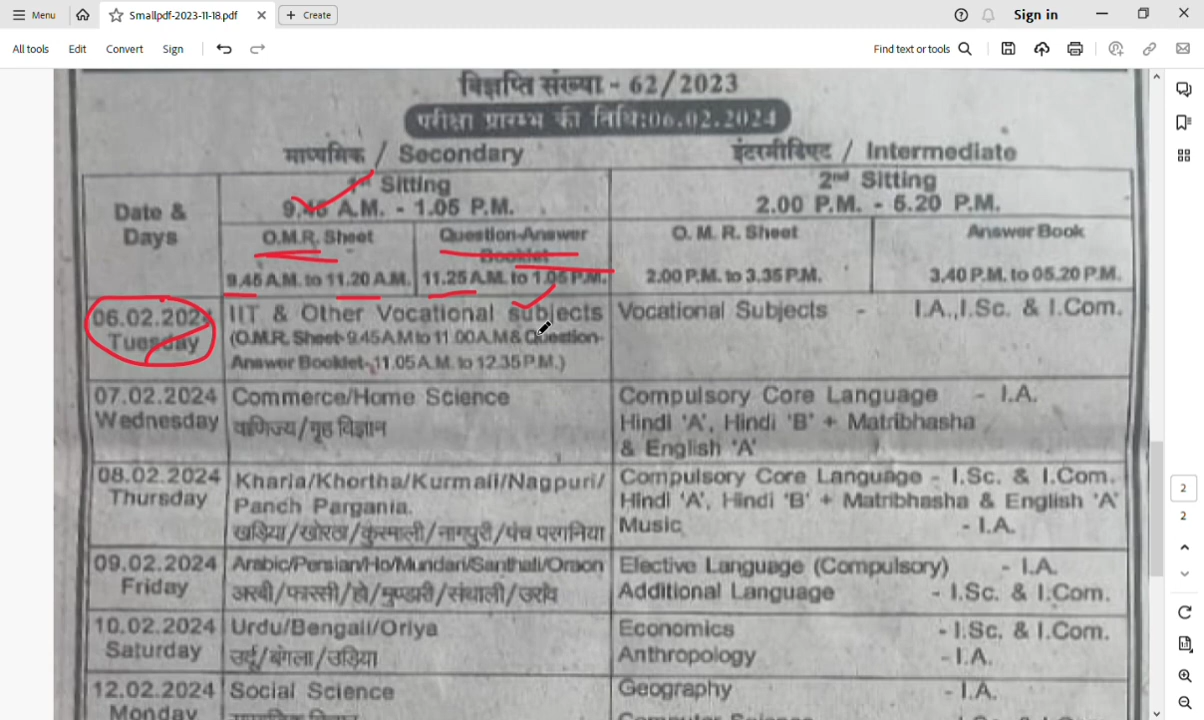 Menu
Smallpdf-2023-11-18.pdf
Create
Sign in
All tools
Edit
Convert
Sign
Find text or tools
विज्ञप्ति संख्या - 62/2023
परीक्षा प्रारम्भ की तिथि:06.02.2024
माध्यमिक / Secondary
इंटरमीडिएट / Intermediate
Date & Days
1st Sitting
9.45 A.M. - 1.05 P.M.
2nd Sitting
2.00 P.M. - 5.20 P.M.
O.M.R. Sheet
Question-Answer Booklet
O. M. R. Sheet
Answer Book
9.45 A.M. to 11.20 A.M.
11.25 A.M. to 1.05 P.M.
2.00 P.M. to 3.35 P.M.
3.40 P.M. to 05.20 P.M.
06.02.2024
Tuesday
IIT & Other Vocational subjects
(O.M.R. Sheet-9.45A.M to 11.00A.M & Question-
Answer Booklet-11.05 A.M. to 12.35 P.M.)
Vocational Subjects - I.A.,I.Sc. & I.Com.
07.02.2024
Wednesday
Commerce/Home Science
वाणिज्य/गृह विज्ञान
Compulsory Core Language - I.A.
Hindi 'A', Hindi 'B' + Matribhasha
& English 'A'
08.02.2024
Thursday
Kharia/Khortha/Kurmali/Nagpuri/
Panch Pargania.
खड़िया/खोरठा/कुरमाली/नागपुरी/पंच परगनिया
Compulsory Core Language - I.Sc. & I.Com.
Hindi 'A', Hindi 'B' + Matribhasha & English 'A'
Music - I.A.
09.02.2024
Friday
Arabic/Persian/Ho/Mundari/Santhali/Oraon
अरबी/फारसी/हो/मुण्डारी/संथाली/उराँव
Elective Language (Compulsory) - I.A.
Additional Language - I.Sc. & I.Com.
10.02.2024
Saturday
Urdu/Bengali/Oriya
उर्दू/बंगला/उड़िया
Economics - I.Sc. & I.Com.
Anthropology - I.A.
12.02.2024
Monday
Social Science
Geography - I.A.
2
2